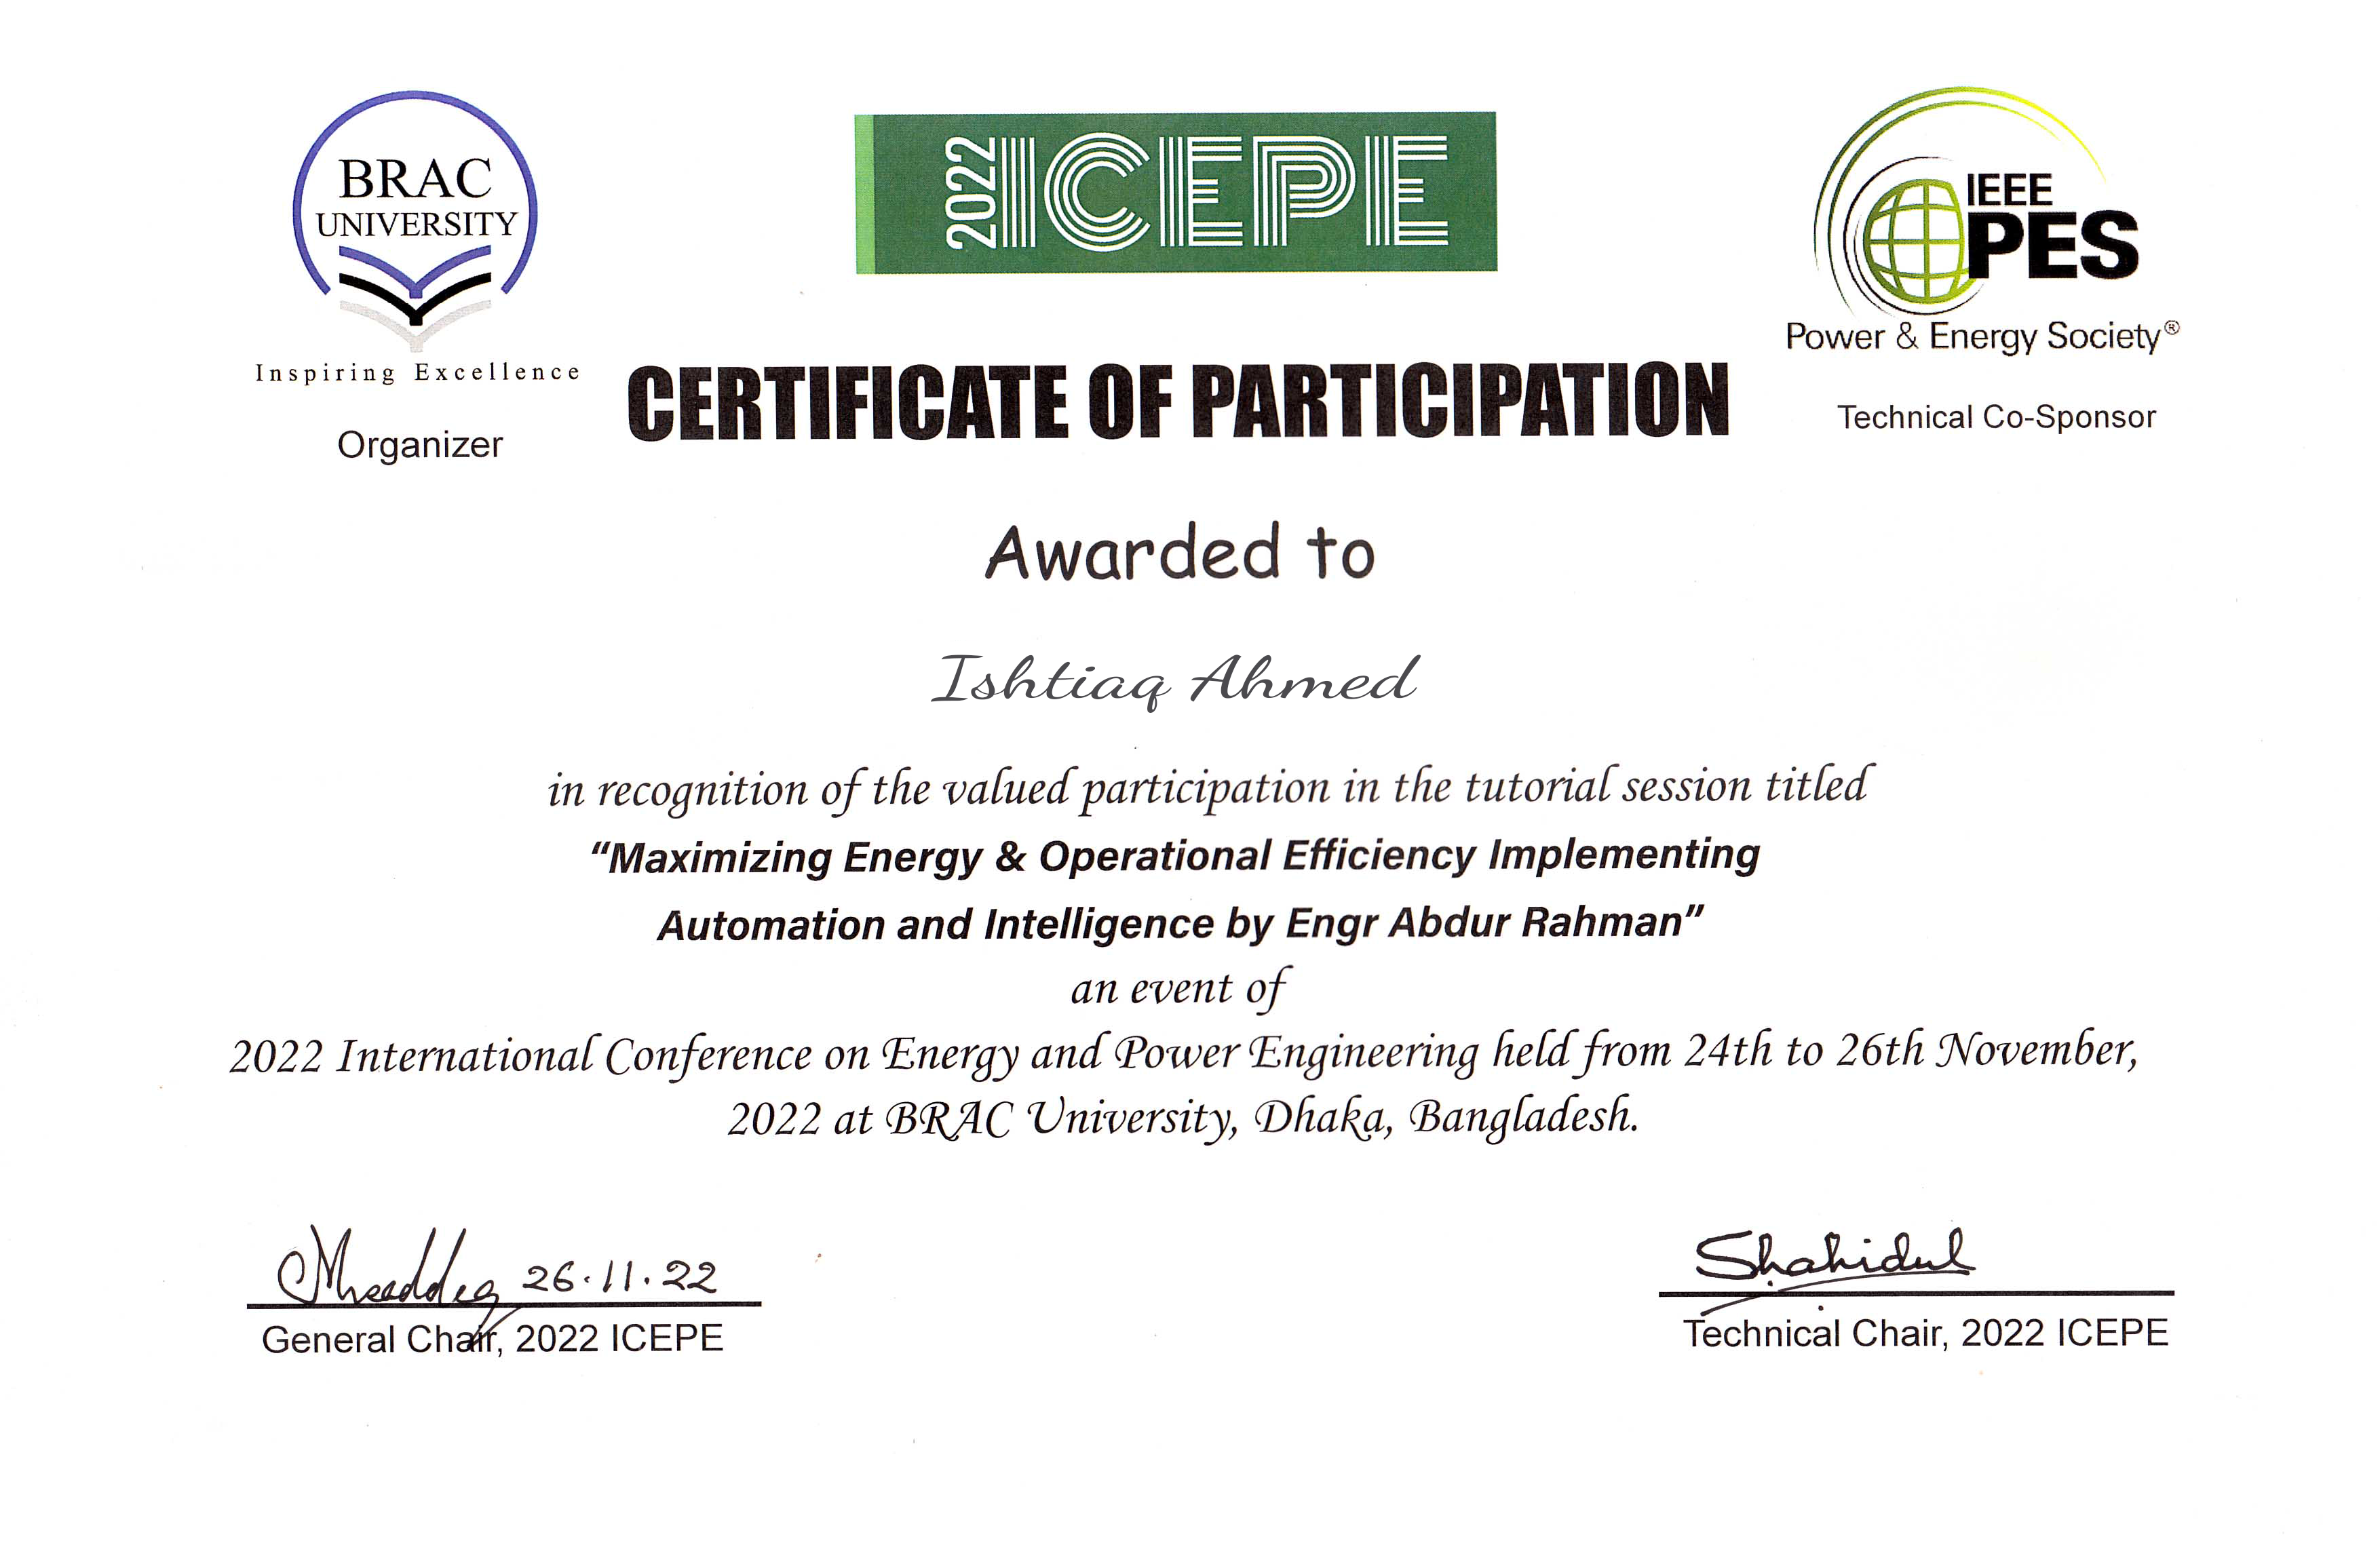 BRAC
UNIVERSITY
Inspiring Excellence
Organizer
2022 ICEPE
IEEE
PES
Power & Energy Society®
Technical Co-Sponsor
CERTIFICATE OF PARTICIPATION
Awarded to
Ishtiaq Ahmed
in recognition of the valued participation in the tutorial session titled
“Maximizing Energy & Operational Efficiency Implementing
Automation and Intelligence by Engr Abdur Rahman”
an event of
2022 International Conference on Energy and Power Engineering held from 24th to 26th November,
2022 at BRAC University, Dhaka, Bangladesh.
26.11.22
General Chair, 2022 ICEPE
Shahidul
Technical Chair, 2022 ICEPE